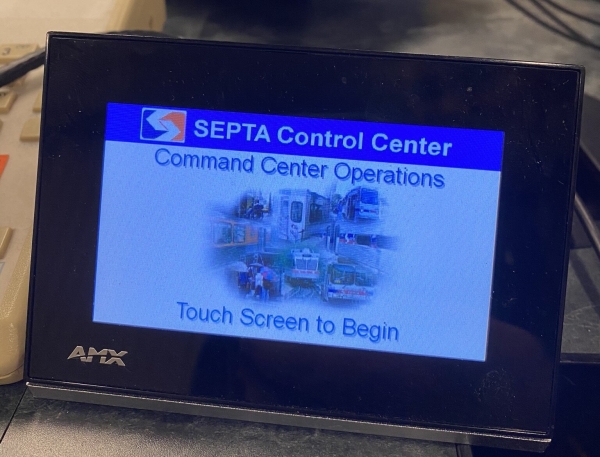 SEPTA Control Center
Command Center Operations
Touch Screen to Begin
AMX